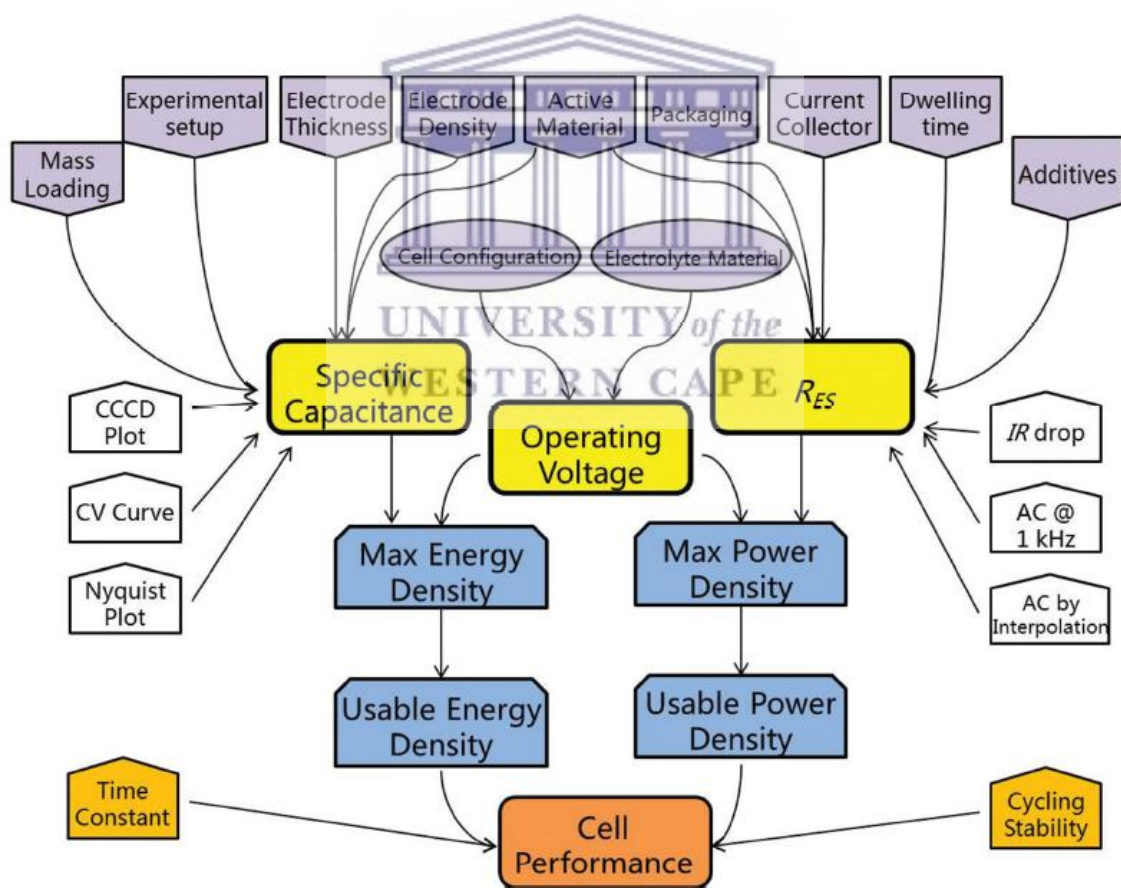 Experimental
setup
Electrode
Thickness
Electrode
Density
Active
Material
Packaging
Current
Collector
Dwelling
time
Mass
Loading
Additives
Cell Configuration
Electrolyte Material
UNIVERSITY of the
WESTERN CAPE
Specific
Capacitance
R_ES
Operating
Voltage
CCCD
Plot
CV Curve
Nyquist
Plot
IR drop
AC @
1 kHz
AC by
Interpolation
Max Energy
Density
Max Power
Density
Usable Energy
Density
Usable Power
Density
Time
Constant
Cycling
Stability
Cell
Performance